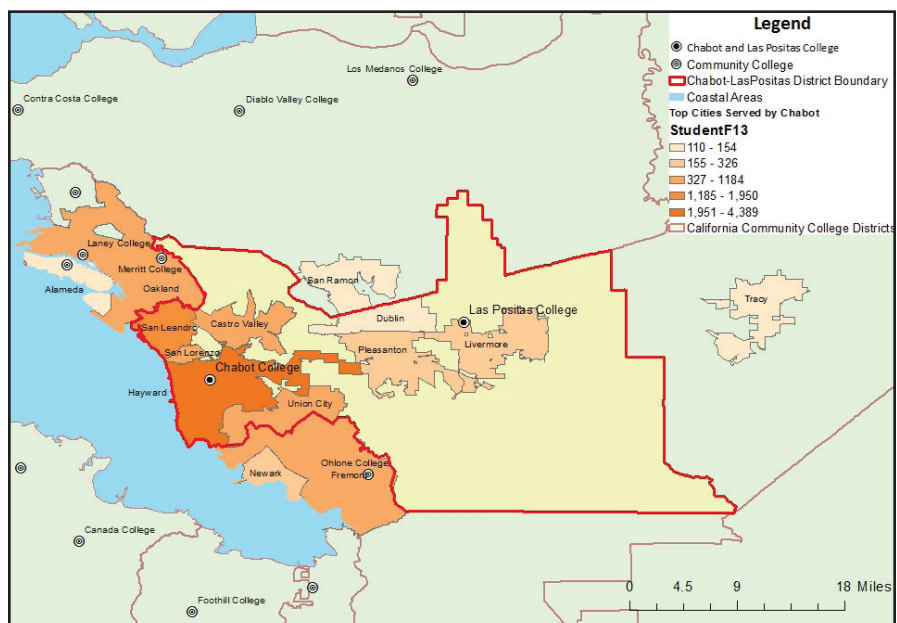 Legend
Chabot and Las Positas College
Community College
Chabot-LasPositas District Boundary
Coastal Areas
Top Cities Served by Chabot
StudentF13
110 - 154
155 - 326
327 - 1184
1,185 - 1,950
1,951 - 4,389
California Community College Districts
Los Medanos College
Contra Costa College
Diablo Valley College
Laney College
Merritt College
Alameda
Oakland
San Ramon
Tracy
Dublin
Las Positas College
San Leandro
Castro Valley
Pleasanton
Livermore
San Lorenzo
Chabot College
Hayward
Union City
Ohlone College
Newark
Fremont
Canada College
Foothill College
0 4.5 9 18 Miles